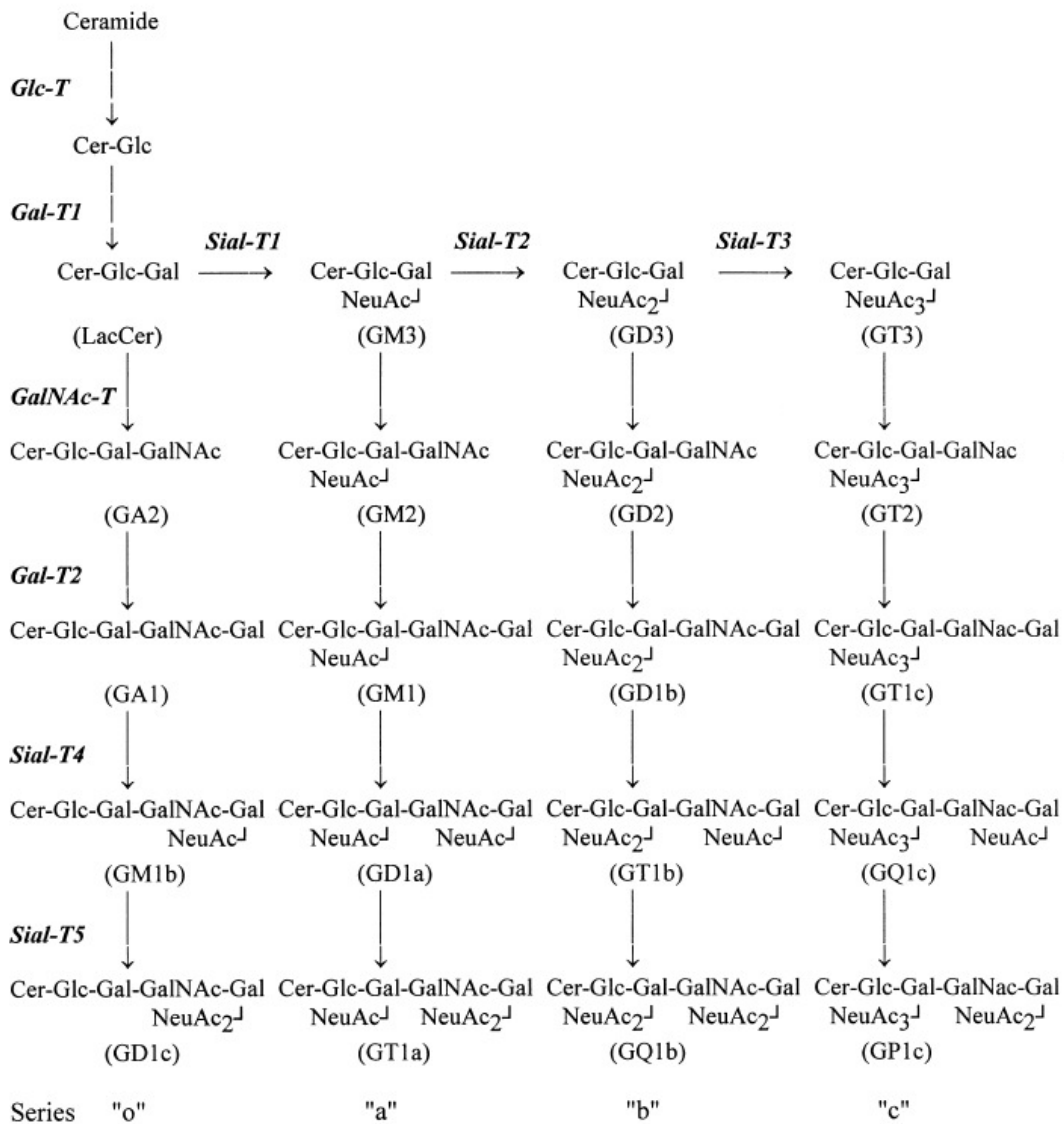 Ceramide
Glc-T
Cer-Glc
Gal-T1
Sial-T1 Sial-T2 Sial-T3
Cer-Glc-Gal Cer-Glc-Gal Cer-Glc-Gal Cer-Glc-Gal
NeuAc NeuAc2 NeuAc3
(LacCer) (GM3) (GD3) (GT3)
GalNAc-T
Cer-Glc-Gal-GalNAc Cer-Glc-Gal-GalNAc Cer-Glc-Gal-GalNAc Cer-Glc-Gal-GalNac
NeuAc NeuAc2 NeuAc3
(GA2) (GM2) (GD2) (GT2)
Gal-T2
Cer-Glc-Gal-GalNAc-Gal Cer-Glc-Gal-GalNAc-Gal Cer-Glc-Gal-GalNAc-Gal Cer-Glc-Gal-GalNac-Gal
NeuAc NeuAc2 NeuAc3
(GA1) (GM1) (GD1b) (GT1c)
Sial-T4
Cer-Glc-Gal-GalNAc-Gal Cer-Glc-Gal-GalNAc-Gal Cer-Glc-Gal-GalNAc-Gal Cer-Glc-Gal-GalNac-Gal
NeuAc NeuAc NeuAc NeuAc2 NeuAc NeuAc3 NeuAc
(GM1b) (GD1a) (GT1b) (GQ1c)
Sial-T5
Cer-Glc-Gal-GalNAc-Gal Cer-Glc-Gal-GalNAc-Gal Cer-Glc-Gal-GalNAc-Gal Cer-Glc-Gal-GalNac-Gal
NeuAc2 NeuAc NeuAc2 NeuAc2 NeuAc2 NeuAc3 NeuAc2
(GD1c) (GT1a) (GQ1b) (GP1c)
Series "o" "a" "b" "c"